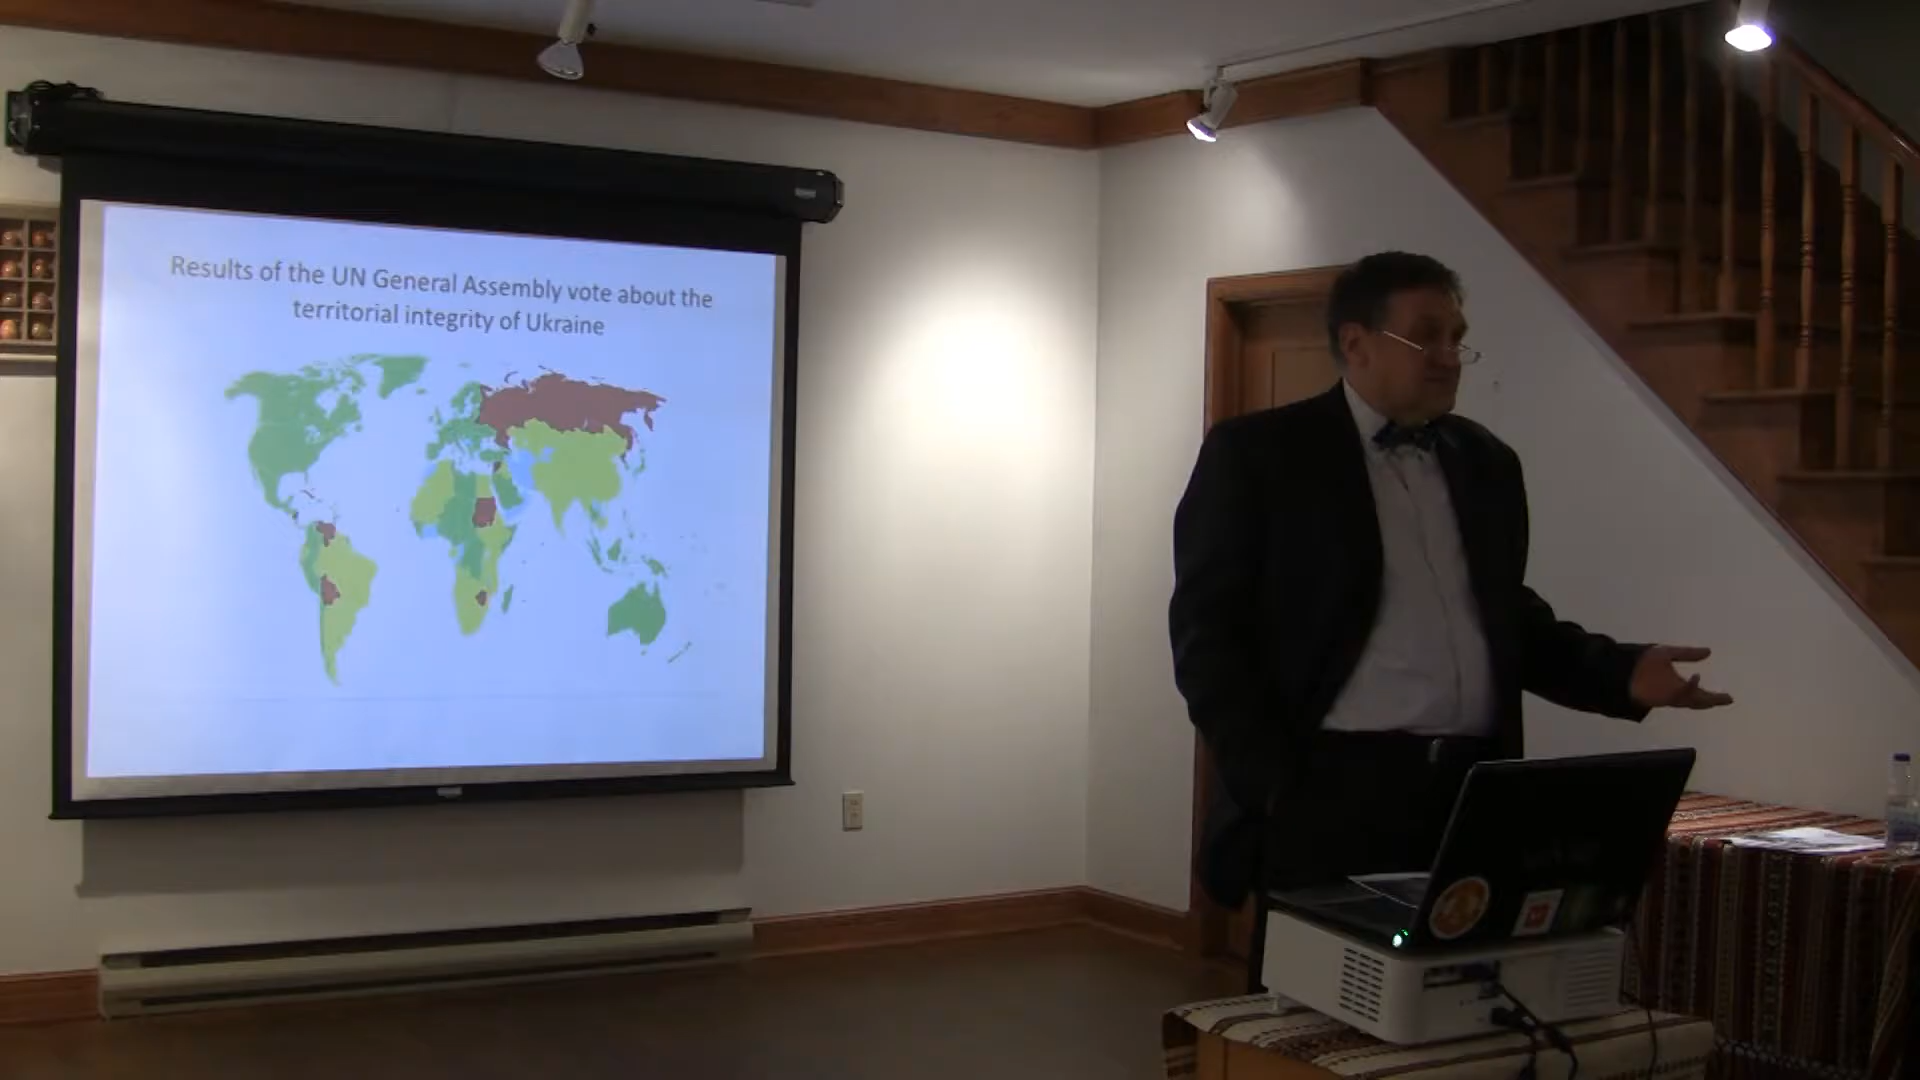 Results of the UN General Assembly vote about the
territorial integrity of Ukraine